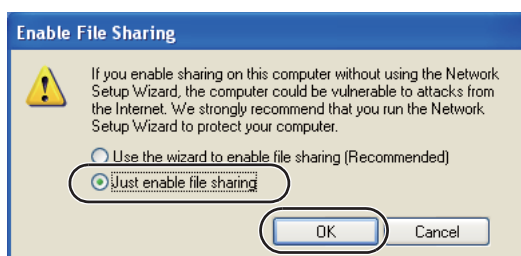 Enable File Sharing
If you enable sharing on this computer without using the Network
Setup Wizard, the computer could be vulnerable to attacks from
the Internet. We strongly recommend that you run the Network
Setup Wizard to protect your computer.
Use the wizard to enable file sharing (Recommended)
Just enable file sharing
OK Cancel